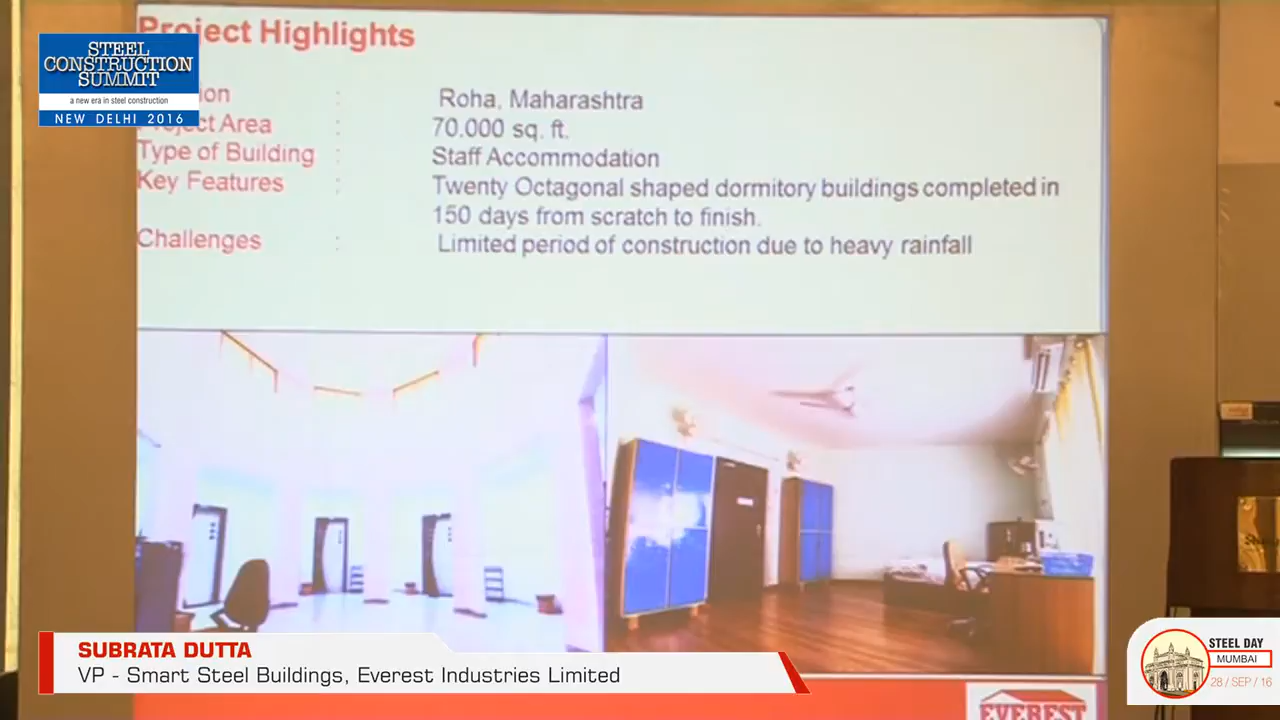 Project Highlights
STEEL
CONSTRUCTION
SUMMIT
a new era in steel construction
NEW DELHI 2016
: Roha, Maharashtra
Project Area : 70,000 sq. ft.
Type of Building : Staff Accommodation
Key Features : Twenty Octagonal shaped dormitory buildings completed in
150 days from scratch to finish.
Challenges : Limited period of construction due to heavy rainfall
SUBRATA DUTTA
VP - Smart Steel Buildings, Everest Industries Limited
STEEL DAY
MUMBAI
28 / SEP / 16
EVEREST